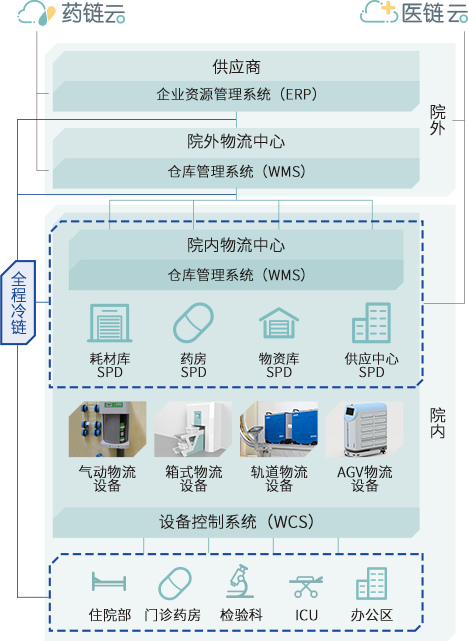 药链云
医链云
供应商
企业资源管理系统（ERP）
院外物流中心
仓库管理系统（WMS）
院外
全程冷链
院内物流中心
仓库管理系统（WMS）
耗材库
SPD
药房
SPD
物资库
SPD
供应中心
SPD
院内
气动物流
设备
箱式物流
设备
轨道物流
设备
AGV物流
设备
设备控制系统（WCS）
住院部
门诊药房
检验科
ICU
办公区